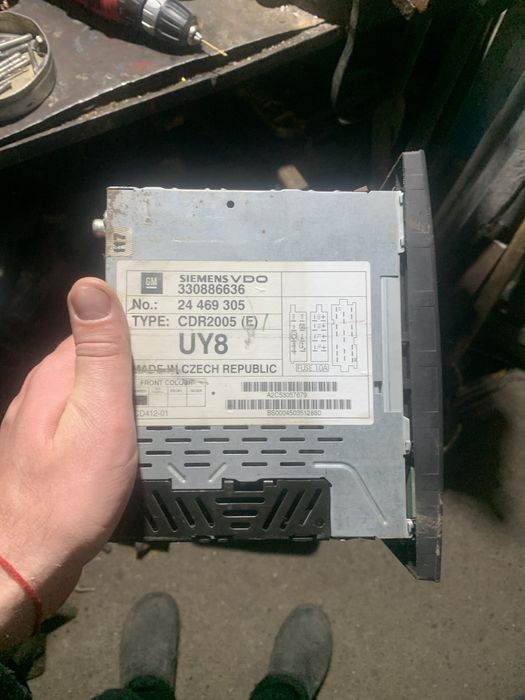 117
GM
SIEMENS VDO
330886636
No.: 24 469 305
TYPE: CDR2005 (E)
UY8
MADE IN CZECH REPUBLIC
FUSE 10A
FRONT COLOUR
A2C53057679
CD412-01